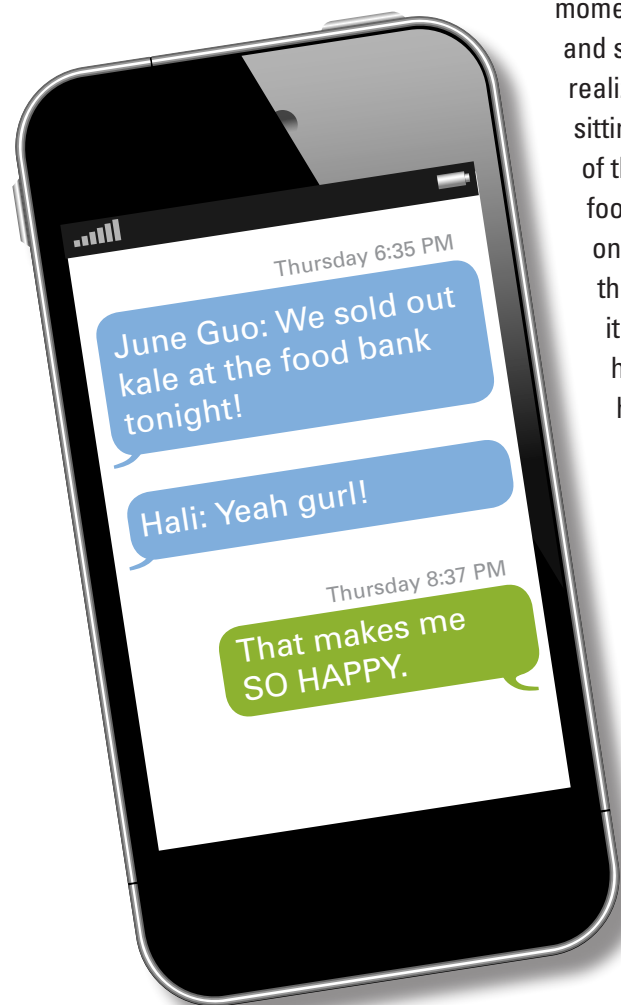 mome
and s
reali
sittin
of th
foo
on
th
it
h
h
Thursday 6:35 PM
June Guo: We sold out
kale at the food bank
tonight!
Hali: Yeah gurl!
Thursday 8:37 PM
That makes me
SO HAPPY.